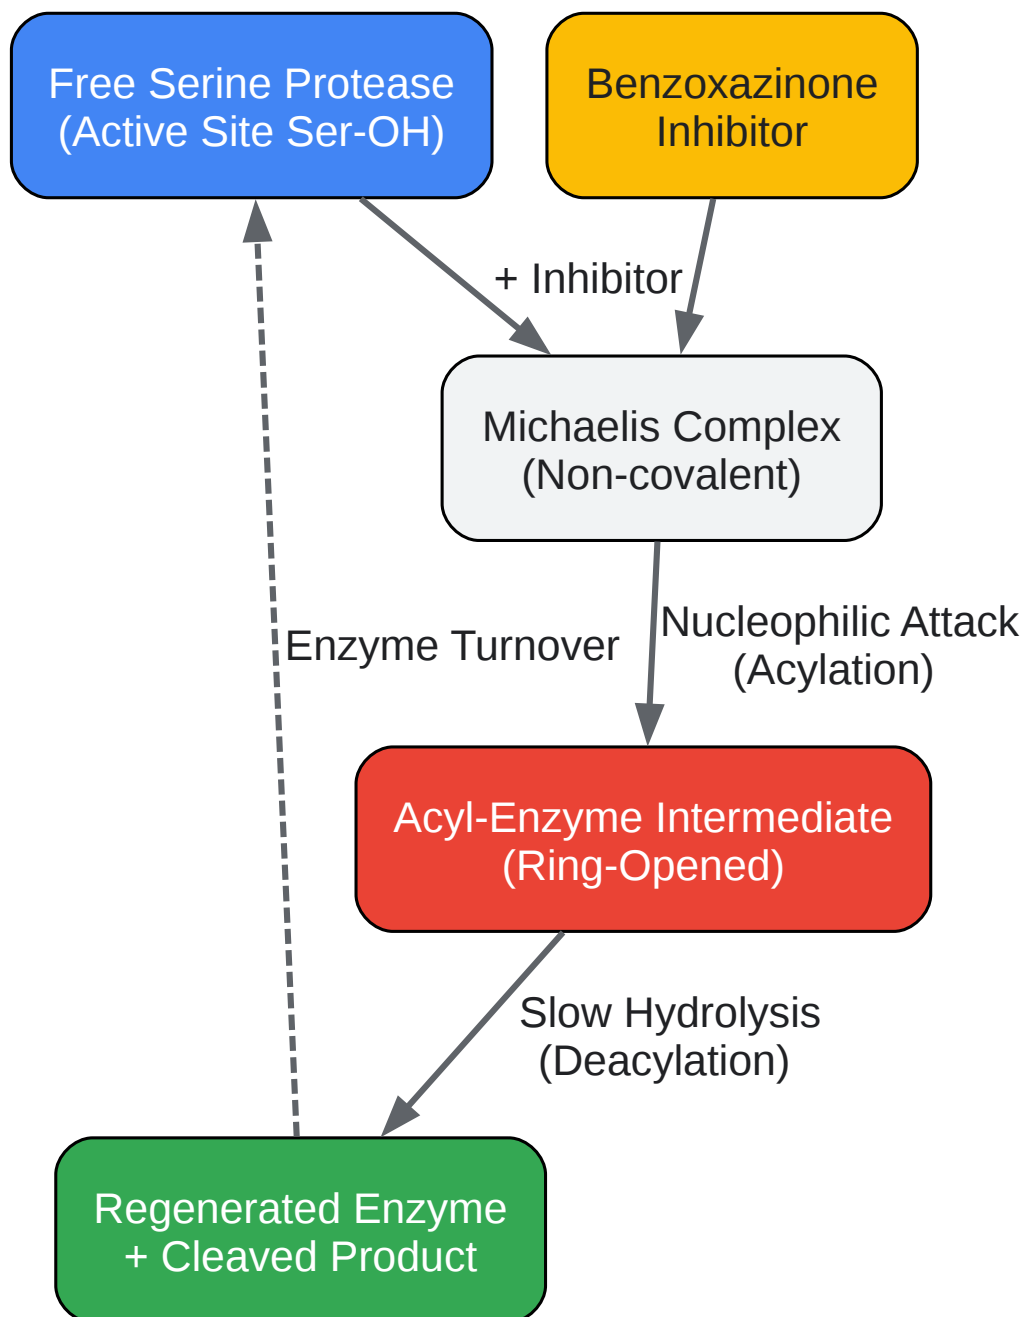 Free Serine Protease
(Active Site Ser-OH)
Benzoxazinone
Inhibitor
+ Inhibitor
Michaelis Complex
(Non-covalent)
Enzyme Turnover
Nucleophilic Attack
(Acylation)
Acyl-Enzyme Intermediate
(Ring-Opened)
Slow Hydrolysis
(Deacylation)
Regenerated Enzyme
+ Cleaved Product